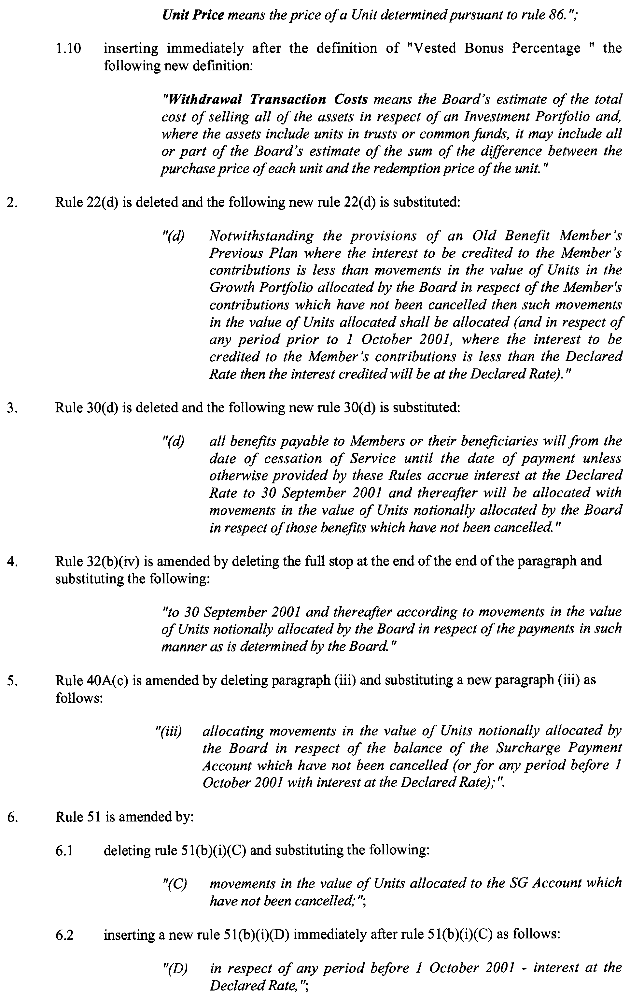 Unit Price means the price of a Unit determined pursuant to rule 86.";
1.10 inserting immediately after the definition of "Vested Bonus Percentage " the
following new definition:
"Withdrawal Transaction Costs means the Board's estimate of the total
cost of selling all of the assets in respect of an Investment Portfolio and,
where the assets include units in trusts or common funds, it may include all
or part of the Board's estimate of the sum of the difference between the
purchase price of each unit and the redemption price of the unit."
2. Rule 22(d) is deleted and the following new rule 22(d) is substituted:
"(d) Notwithstanding the provisions of an Old Benefit Member's
Previous Plan where the interest to be credited to the Member's
contributions is less than movements in the value of Units in the
Growth Portfolio allocated by the Board in respect of the Member's
contributions which have not been cancelled then such movements
in the value of Units allocated shall be allocated (and in respect of
any period prior to 1 October 2001, where the interest to be
credited to the Member's contributions is less than the Declared
Rate then the interest credited will be at the Declared Rate)."
3. Rule 30(d) is deleted and the following new rule 30(d) is substituted:
"(d) all benefits payable to Members or their beneficiaries will from the
date of cessation of Service until the date of payment unless
otherwise provided by these Rules accrue interest at the Declared
Rate to 30 September 2001 and thereafter will be allocated with
movements in the value of Units notionally allocated by the Board
in respect of those benefits which have not been cancelled."
4. Rule 32(b)(iv) is amended by deleting the full stop at the end of the end of the paragraph and
substituting the following:
"to 30 September 2001 and thereafter according to movements in the value
of Units notionally allocated by the Board in respect of the payments in such
manner as is determined by the Board."
5. Rule 40A(c) is amended by deleting paragraph (iii) and substituting a new paragraph (iii) as
follows:
"(iii) allocating movements in the value of Units notionally allocated by
the Board in respect of the balance of the Surcharge Payment
Account which have not been cancelled (or for any period before 1
October 2001 with interest at the Declared Rate);".
6. Rule 51 is amended by:
6.1 deleting rule 51(b)(i)(C) and substituting the following:
"(C) movements in the value of Units allocated to the SG Account which
have not been cancelled;";
6.2 inserting a new rule 51(b)(i)(D) immediately after rule 51(b)(i)(C) as follows:
"(D) in respect of any period before 1 October 2001 - interest at the
Declared Rate,";